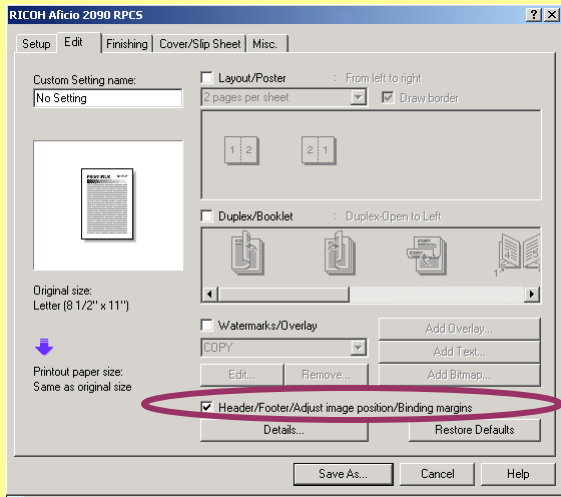 RICOH Aficio 2090 RPCS
Setup Edit Finishing Cover/Slip Sheet Misc.
Custom Setting name:
No Setting
Original size:
Letter (8 1/2" x 11")
Printout paper size:
Same as original size
Layout/Poster : From left to right
2 pages per sheet Draw border
1 2 2 1
Duplex/Booklet : Duplex-Open to Left
Watermarks/Overlay
COPY
Edit... Remove...
Add Overlay...
Add Text...
Add Bitmap...
Header/Footer/Adjust image position/Binding margins
Details... Restore Defaults
Save As... Cancel Help